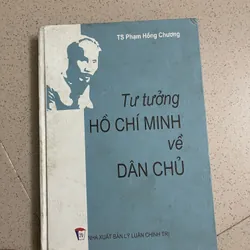 TS Phạm Hồng Chương
Tư tưởng
HỒ CHÍ MINH
về
DÂN CHỦ
NHÀ XUẤT BẢN LÝ LUẬN CHÍNH TRỊ